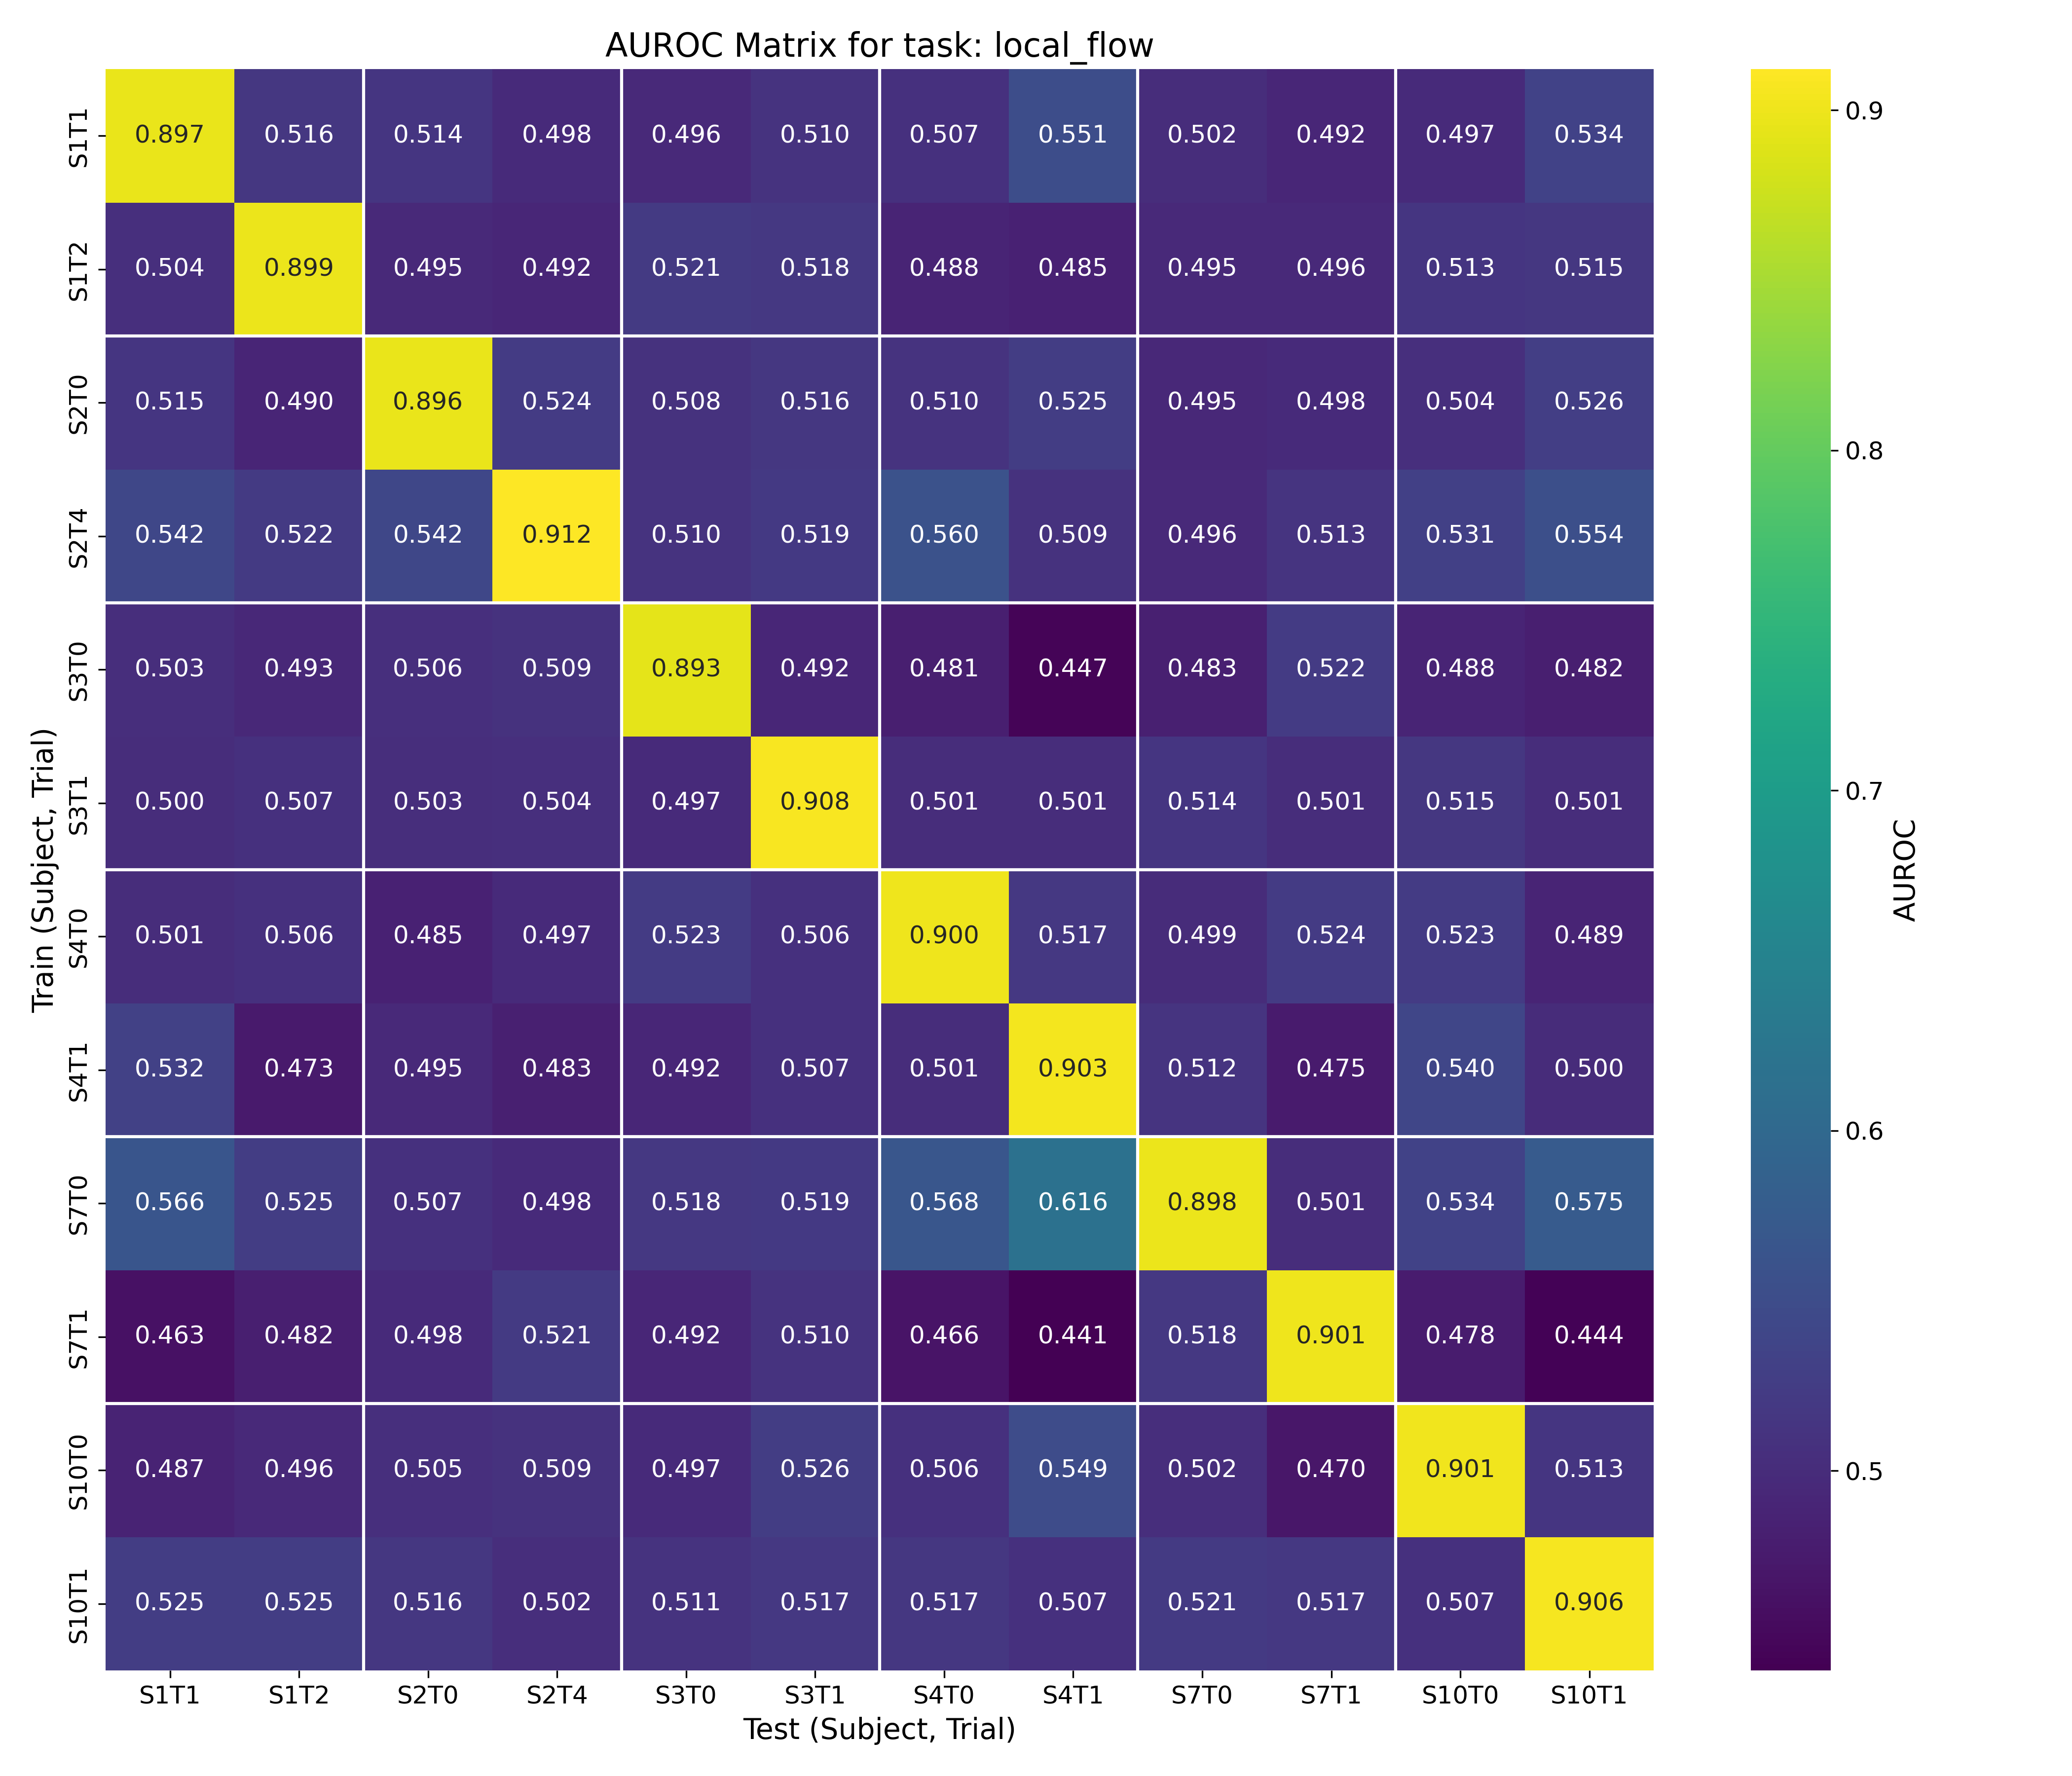 AUROC Matrix for task: local_flow
Train (Subject, Trial)
S1T1 0.897 0.516 0.514 0.498 0.496 0.510 0.507 0.551 0.502 0.492 0.497 0.534
S1T2 0.504 0.899 0.495 0.492 0.521 0.518 0.488 0.485 0.495 0.496 0.513 0.515
S2T0 0.515 0.490 0.896 0.524 0.508 0.516 0.510 0.525 0.495 0.498 0.504 0.526
S2T4 0.542 0.522 0.542 0.912 0.510 0.519 0.560 0.509 0.496 0.513 0.531 0.554
S3T0 0.503 0.493 0.506 0.509 0.893 0.492 0.481 0.447 0.483 0.522 0.488 0.482
S3T1 0.500 0.507 0.503 0.504 0.497 0.908 0.501 0.501 0.514 0.501 0.515 0.501
S4T0 0.501 0.506 0.485 0.497 0.523 0.506 0.900 0.517 0.499 0.524 0.523 0.489
S4T1 0.532 0.473 0.495 0.483 0.492 0.507 0.501 0.903 0.512 0.475 0.540 0.500
S7T0 0.566 0.525 0.507 0.498 0.518 0.519 0.568 0.616 0.898 0.501 0.534 0.575
S7T1 0.463 0.482 0.498 0.521 0.492 0.510 0.466 0.441 0.518 0.901 0.478 0.444
S10T0 0.487 0.496 0.505 0.509 0.497 0.526 0.506 0.549 0.502 0.470 0.901 0.513
S10T1 0.525 0.525 0.516 0.502 0.511 0.517 0.517 0.507 0.521 0.517 0.507 0.906
S1T1 S1T2 S2T0 S2T4 S3T0 S3T1 S4T0 S4T1 S7T0 S7T1 S10T0 S10T1
Test (Subject, Trial)
0.9
0.8
0.7
0.6
0.5
AUROC